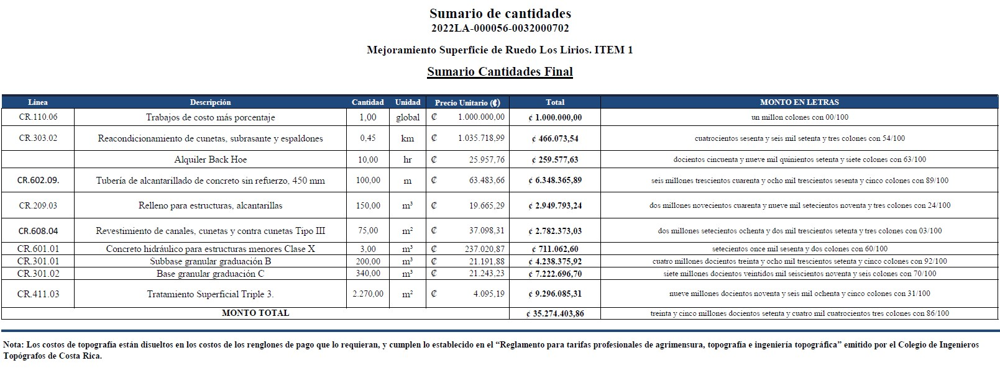 Sumario de cantidades
2022LA-000056-0032000702
Mejoramiento Superficie de Ruedo Los Lirios. ITEM 1
Sumario Cantidades Final
Linea Descripción Cantidad Unidad Precio Unitario (₡) Total MONTO EN LETRAS
CR.110.06 Trabajos de costo más porcentaje 1,00 global ₡ 1.000.000,00 ¢ 1.000.000,00 un millon colones con 00/100
CR.303.02 Reacondicionamiento de cunetas, subrasante y espaldones 0,45 km ₡ 1.035.718,99 ¢ 466.073,54 cuatrocientos sesenta y seis mil setenta y tres colones con 54/100
Alquiler Back Hoe 10,00 hr ₡ 25.957,76 ¢ 259.577,63 docientos cincuenta y nueve mil quinientos setenta y siete colones con 63/100
CR.602.09. Tubería de alcantarillado de concreto sin refuerzo, 450 mm 100,00 m ₡ 63.483,66 ¢ 6.348.365,89 seis millones trescientos cuarenta y ocho mil trescientos sesenta y cinco colones con 89/100
CR.209.03 Relleno para estructuras, alcantarillas 150,00 m³ ₡ 19.665,29 ¢ 2.949.793,24 dos millones novecientos cuarenta y nueve mil setecientos noventa y tres colones con 24/100
CR.608.04 Revestimiento de canales, cunetas y contra cunetas Tipo III 75,00 m² ₡ 37.098,31 ¢ 2.782.373,03 dos millones setecientos ochenta y dos mil trescientos setenta y tres colones con 03/100
CR.601.01 Concreto hidráulico para estructuras menores Clase X 3,00 m³ ₡ 237.020,87 ¢ 711.062,60 setecientos once mil sesenta y dos colones con 60/100
CR.301.01 Subbase granular graduación B 200,00 m³ ₡ 21.191,88 ¢ 4.238.375,92 cuatro millones docientos treinta y ocho mil trescientos setenta y cinco colones con 92/100
CR.301.02 Base granular graduación C 340,00 m³ ₡ 21.243,23 ¢ 7.222.696,70 siete millones docientos veintidos mil seiscientos noventa y seis colones con 70/100
CR.411.03 Tratamiento Superficial Triple 3. 2.270,00 m² ₡ 4.095,19 ¢ 9.296.085,31 nueve millones docientos noventa y seis mil ochenta y cinco colones con 31/100
MONTO TOTAL ¢ 35.274.403,86 treinta y cinco millones docientos setenta y cuatro mil cuatrocientos tres colones con 86/100
Nota: Los costos de topografía están disueltos en los costos de los renglones de pago que lo requieran, y cumplen lo establecido en el “Reglamento para tarifas profesionales de agrimensura, topografía e ingeniería topográfica” emitido por el Colegio de Ingenieros
Topógrafos de Costa Rica.